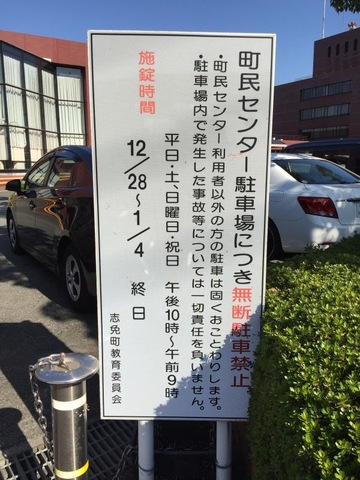 町民センター駐車場につき無断駐車禁止
・町民センター利用者以外の方の駐車は固くおことわりします。
・駐車場内で発生した事故等については一切責任を負いません。
施錠時間
平日・土、日曜日・祝日 午後10時〜午前9時
12/28〜1/4 終日
志免町教育委員会